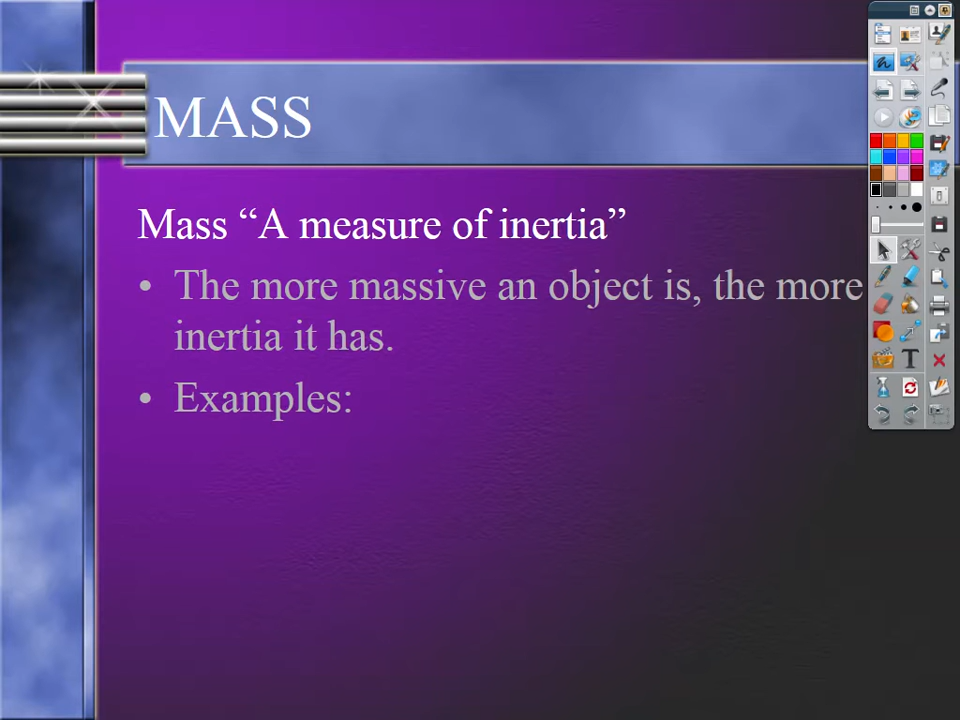 MASS
Mass “A measure of inertia”
• The more massive an object is, the more
inertia it has.
• Examples: